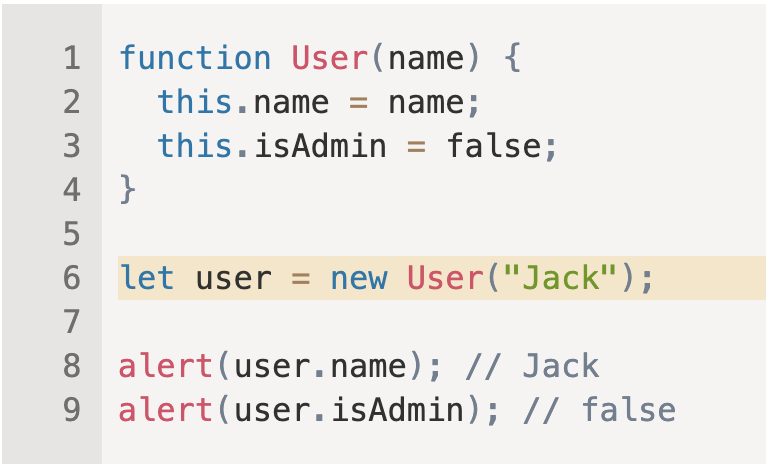 1 function User(name) {
2   this.name = name;
3   this.isAdmin = false;
4 }
5
6 let user = new User("Jack");
7
8 alert(user.name); // Jack
9 alert(user.isAdmin); // false